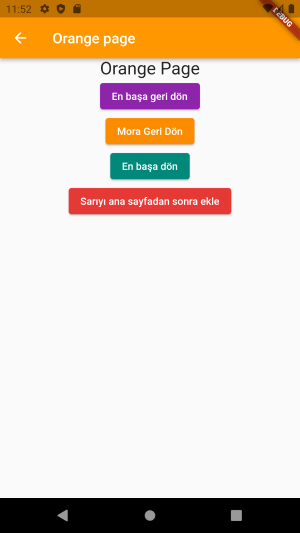 11:52
DEBUG
Orange page
Orange Page
En başa geri dön
Mora Geri Dön
En başa dön
Sarıyı ana sayfadan sonra ekle